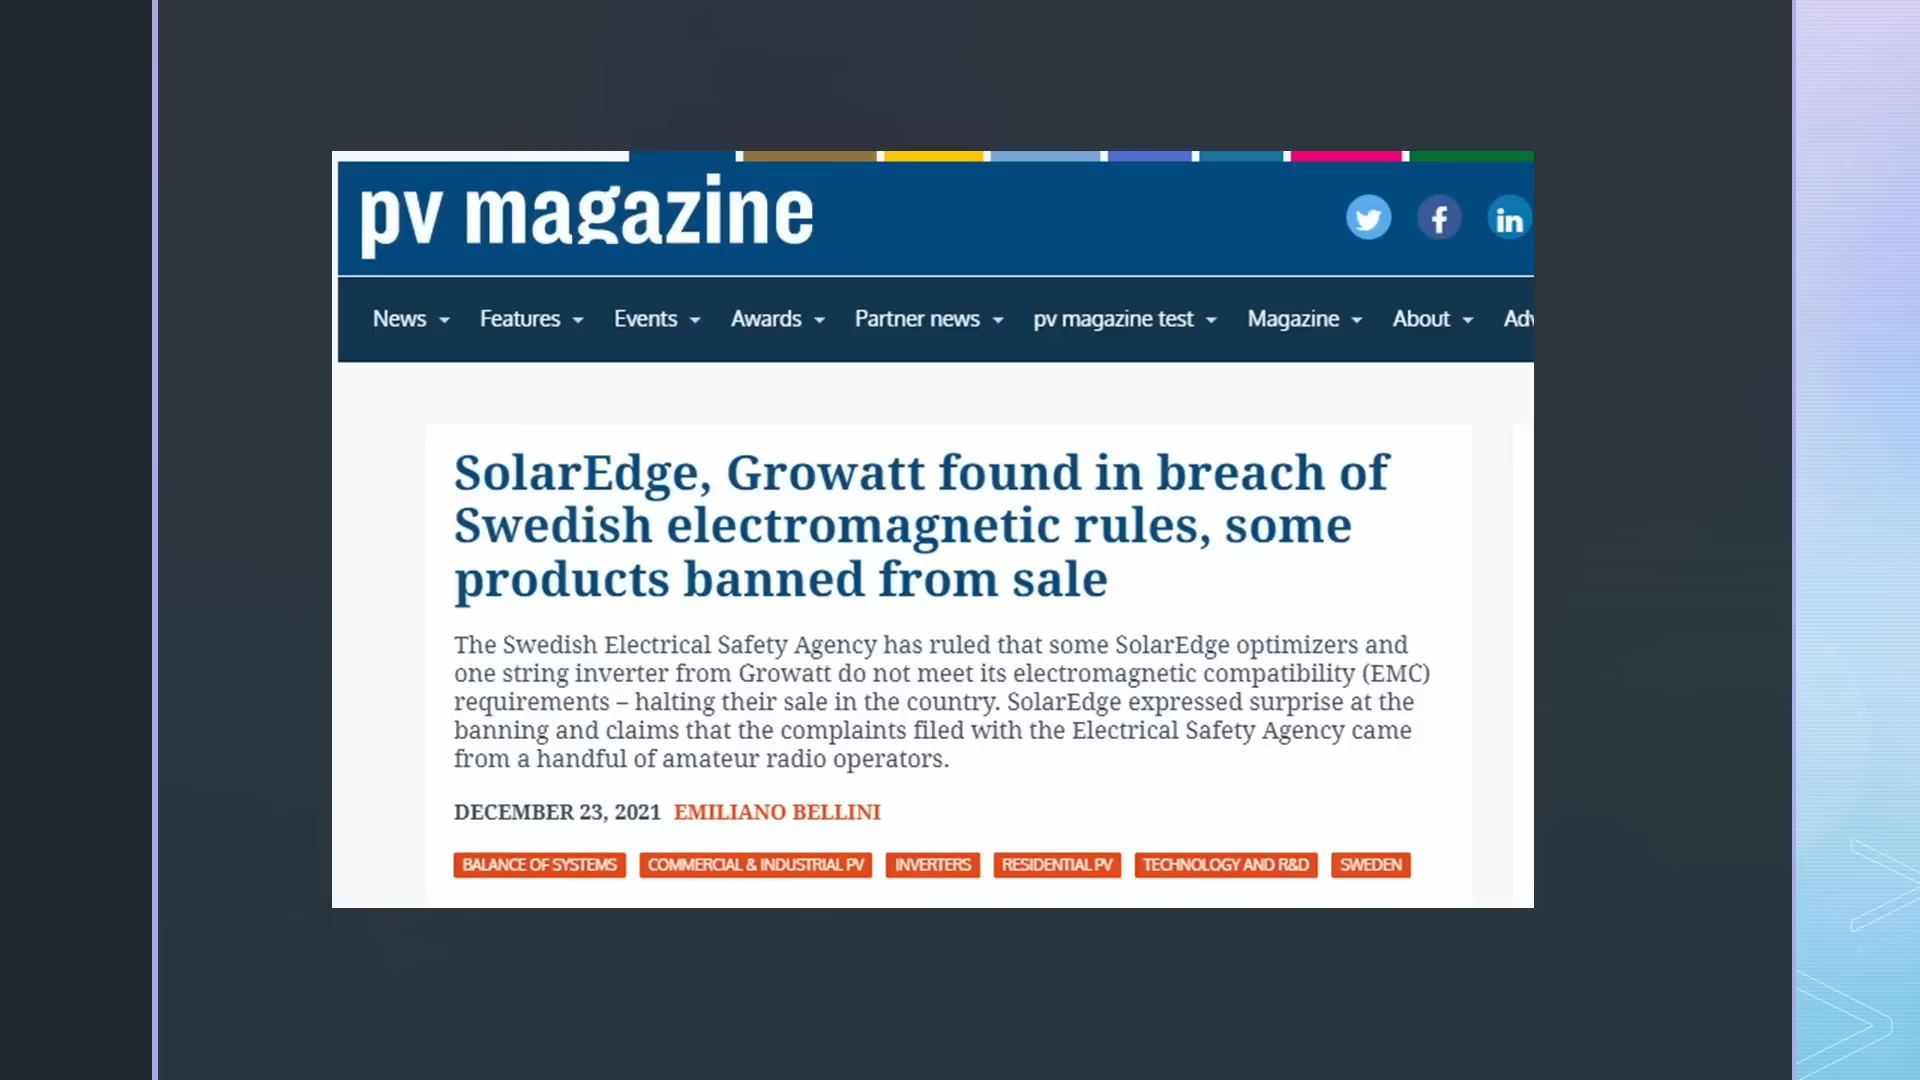 pv magazine
News Features Events Awards Partner news pv magazine test Magazine About
SolarEdge, Growatt found in breach of
Swedish electromagnetic rules, some
products banned from sale
The Swedish Electrical Safety Agency has ruled that some SolarEdge optimizers and
one string inverter from Growatt do not meet its electromagnetic compatibility (EMC)
requirements – halting their sale in the country. SolarEdge expressed surprise at the
banning and claims that the complaints filed with the Electrical Safety Agency came
from a handful of amateur radio operators.
DECEMBER 23, 2021 EMILIANO BELLINI
BALANCE OF SYSTEMS COMMERCIAL & INDUSTRIAL PV INVERTERS RESIDENTIAL PV TECHNOLOGY AND R&D SWEDEN